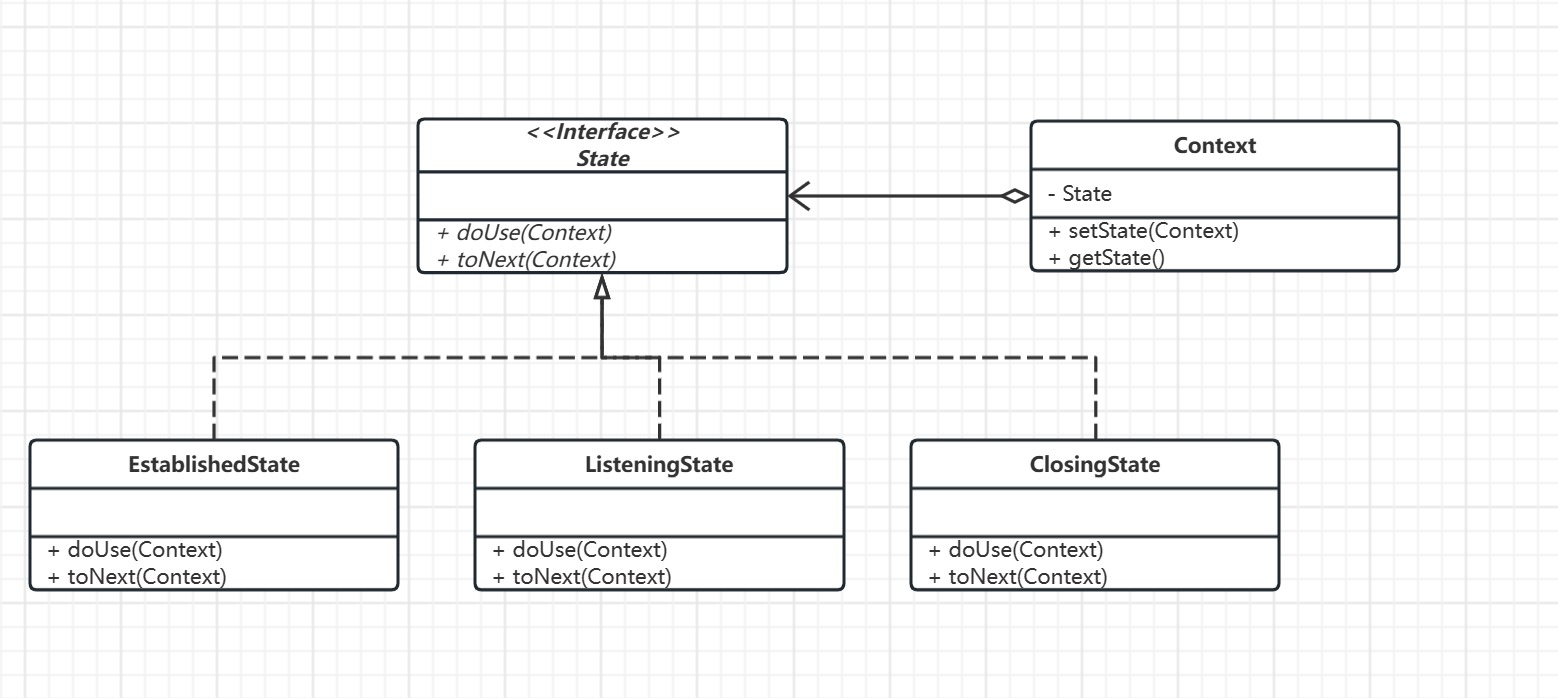 <<Interface>>
State
+ doUse(Context)
+ toNext(Context)
Context
- State
+ setState(Context)
+ getState()
EstablishedState
+ doUse(Context)
+ toNext(Context)
ListeningState
+ doUse(Context)
+ toNext(Context)
ClosingState
+ doUse(Context)
+ toNext(Context)